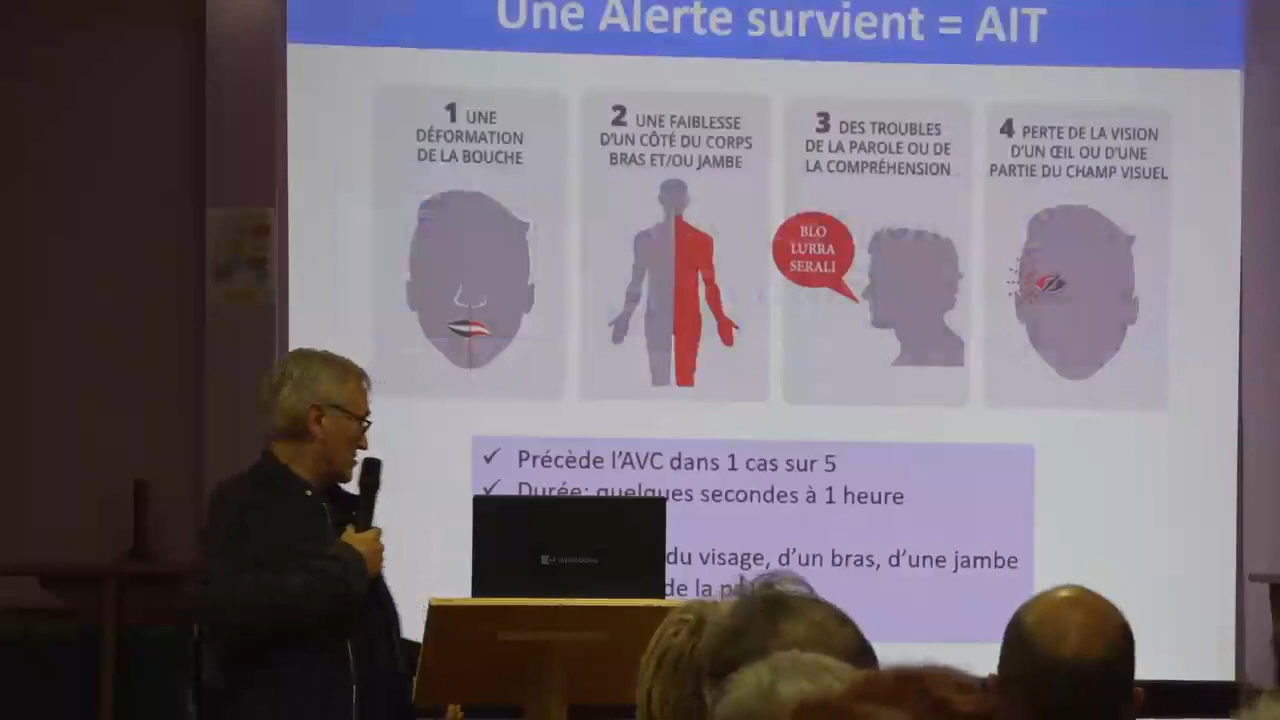 Une Alerte survient = AIT
1 UNE
DÉFORMATION
DE LA BOUCHE
2 UNE FAIBLESSE
D'UN CÔTÉ DU CORPS
BRAS ET/OU JAMBE
3 DES TROUBLES
DE LA PAROLE OU DE
LA COMPRÉHENSION
4 PERTE DE LA VISION
D'UN ŒIL OU D'UNE
PARTIE DU CHAMP VISUEL
BLO
LURRA
SERALI
✓ Précède l'AVC dans 1 cas sur 5
✓ Durée: quelques secondes à 1 heure
du visage, d'un bras, d'une jambe
de la